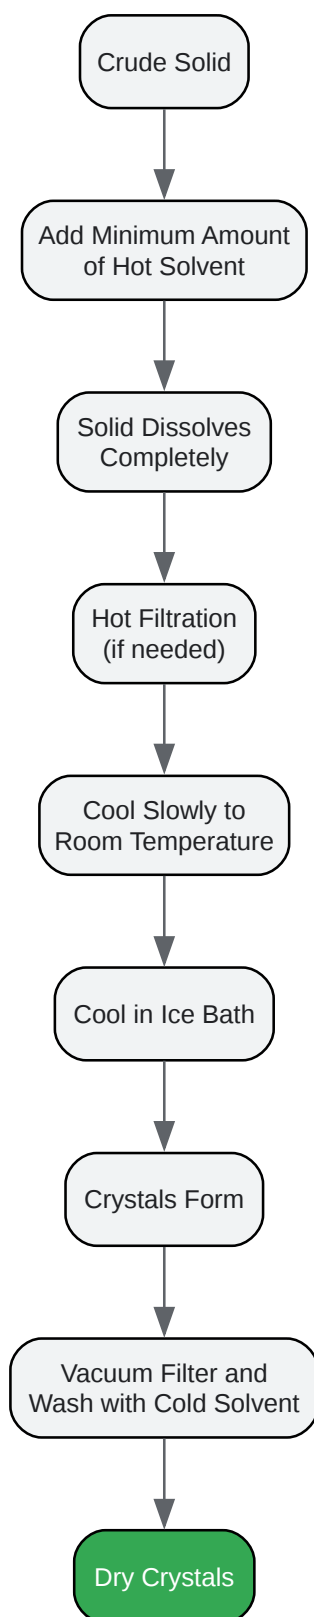 Crude Solid
Add Minimum Amount
of Hot Solvent
Solid Dissolves
Completely
Hot Filtration
(if needed)
Cool Slowly to
Room Temperature
Cool in Ice Bath
Crystals Form
Vacuum Filter and
Wash with Cold Solvent
Dry Crystals